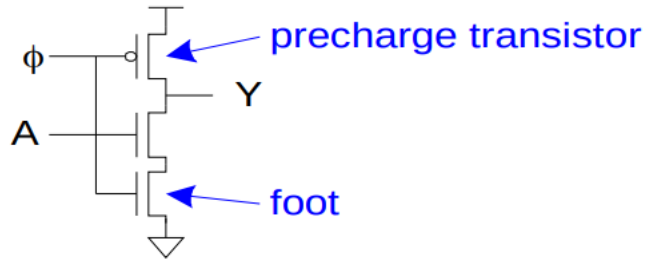 precharge transistor
ϕ
Y
A
foot